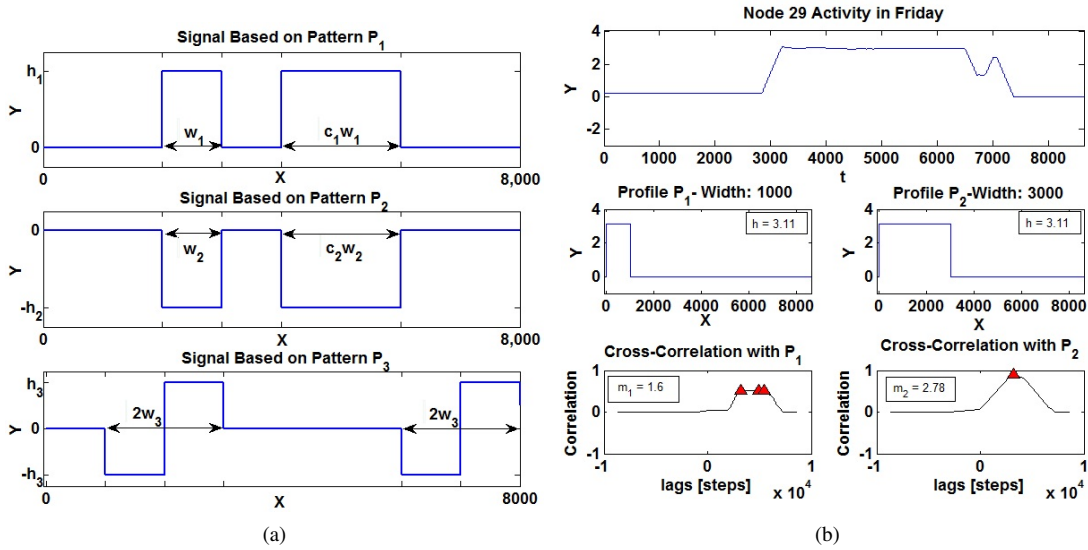 Signal Based on Pattern P1
h1
Y
0
w1
c1w1
0
X
8,000
Signal Based on Pattern P2
0
Y
-h2
w2
c2w2
0
X
8,000
Signal Based on Pattern P3
h3
Y
0
-h3
2w3
2w3
0
X
8000
(a)
Node 29 Activity in Friday
4
2
0
-2
Y
0 1000 2000 3000 4000 5000 6000 7000 8000
t
Profile P1- Width: 1000
4
2
0
Y
h = 3.11
0 2000 4000 6000 8000
X
Profile P2-Width: 3000
4
2
0
Y
h = 3.11
0 2000 4000 6000 8000
X
Cross-Correlation with P1
1
0
-1
Correlation
m1 = 1.6
-1 0 1
lags [steps] x 10^4
Cross-Correlation with P2
1
0
-1
Correlation
m2 = 2.78
-1 0 1
lags [steps] x 10^4
(b)